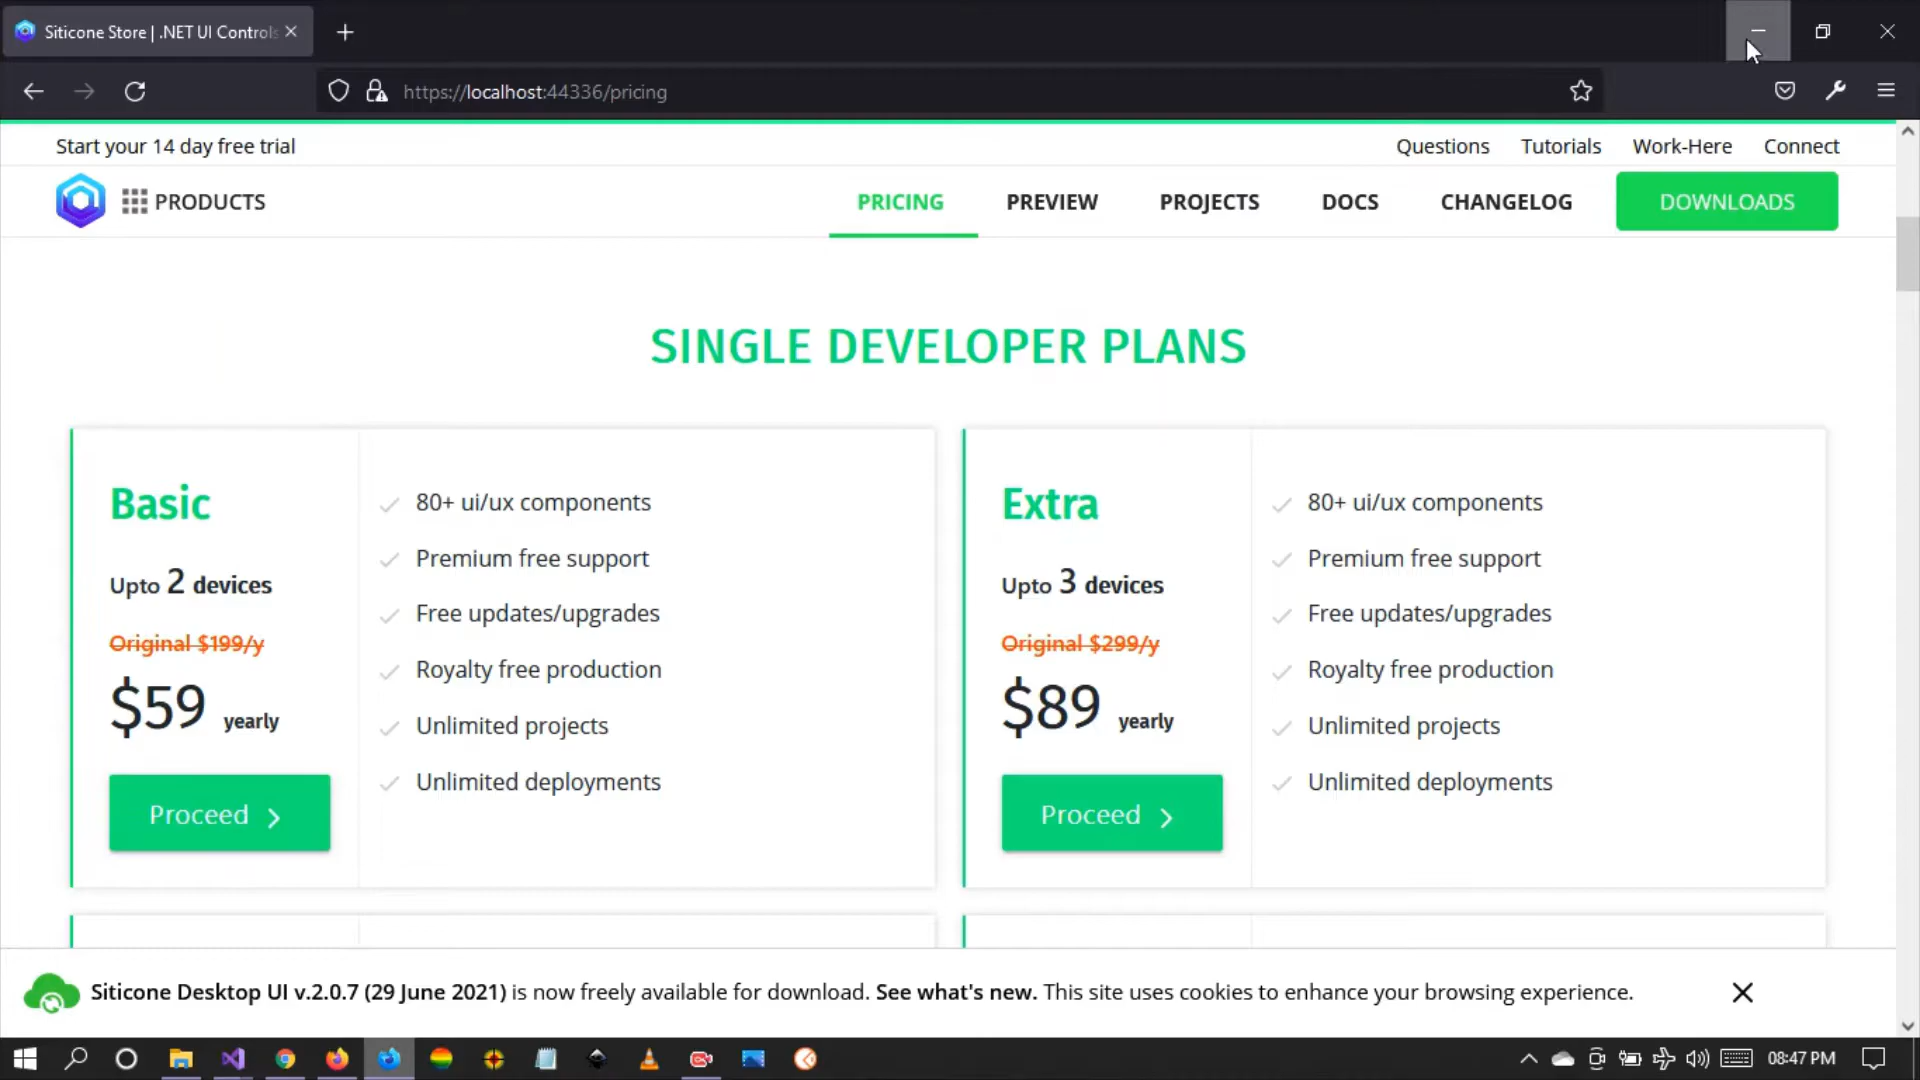 Siticone Store | .NET UI Controls
https://localhost:44336/pricing
Start your 14 day free trial
Questions
Tutorials
Work-Here
Connect
PRODUCTS
PRICING
PREVIEW
PROJECTS
DOCS
CHANGELOG
DOWNLOADS
SINGLE DEVELOPER PLANS
Basic
Upto 2 devices
Original $199/y
$59 yearly
Proceed
80+ ui/ux components
Premium free support
Free updates/upgrades
Royalty free production
Unlimited projects
Unlimited deployments
Extra
Upto 3 devices
Original $299/y
$89 yearly
Proceed
80+ ui/ux components
Premium free support
Free updates/upgrades
Royalty free production
Unlimited projects
Unlimited deployments
Siticone Desktop UI v.2.0.7 (29 June 2021) is now freely available for download. See what's new. This site uses cookies to enhance your browsing experience.
08:47 PM